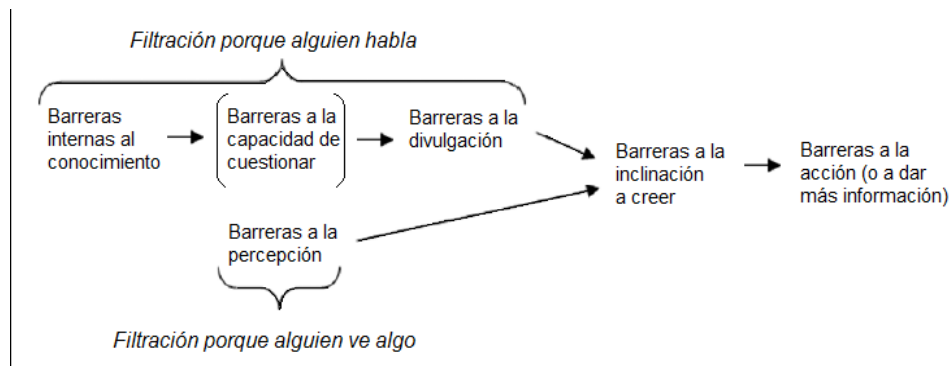 Filtración porque alguien habla
Barreras
internas al
conocimiento
Barreras a la
capacidad de
cuestionar
Barreras a la
divulgación
Barreras a la
inclinación
a creer
Barreras a la
acción (o a dar
más información)
Barreras a la
percepción
Filtración porque alguien ve algo